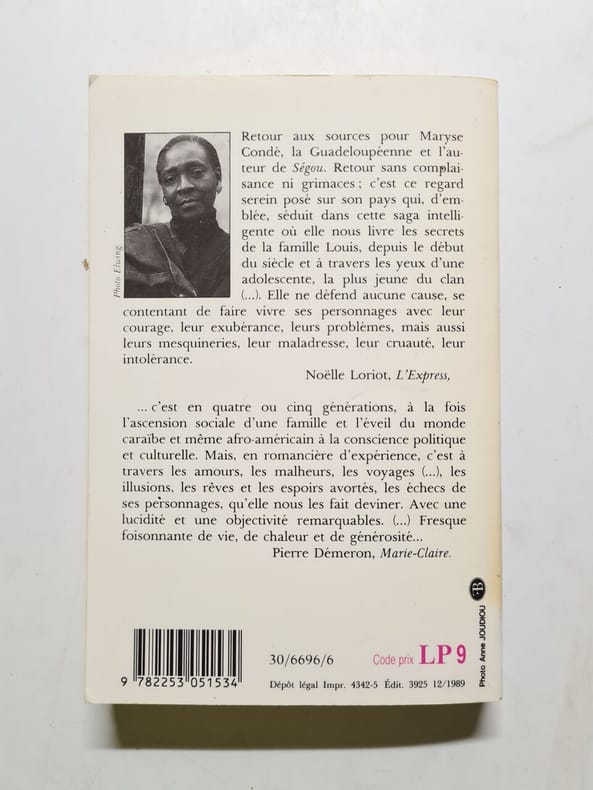 Retour aux sources pour Maryse
Condé, la Guadeloupéenne et l'au-
teur de Ségou. Retour sans complai-
sance ni grimaces ; c'est ce regard
serein posé sur son pays qui, d'em-
blée, séduit dans cette saga intelli-
gente où elle nous livre les secrets
de la famille Louis, depuis le début
du siècle et à travers les yeux d'une
adolescente, la plus jeune du clan
(...). Elle ne défend aucune cause, se
contentant de faire vivre ses personnages avec leur
courage, leur exubérance, leurs problèmes, mais aussi
leurs mesquineries, leur maladresse, leur cruauté, leur
intolérance.
Noëlle Loriot, L'Express,
Photo Elwing
... c'est en quatre ou cinq générations, à la fois
l'ascension sociale d'une famille et l'éveil du monde
caraïbe et même afro-américain à la conscience politique
et culturelle. Mais, en romancière d'expérience, c'est à
travers les amours, les malheurs, les voyages (...), les
illusions, les rêves et les espoirs avortés, les échecs de
ses personnages, qu'elle nous les fait deviner. Avec une
lucidité et une objectivité remarquables. (...) Fresque
foisonnante de vie, de chaleur et de générosité...
Pierre Démeron, Marie-Claire.
B
Photo Anne JOUDIOU
9 782253 051534
30/6696/6
Code prix LP 9
Dépôt légal Impr. 4342-5 Édit. 3925 12/1989